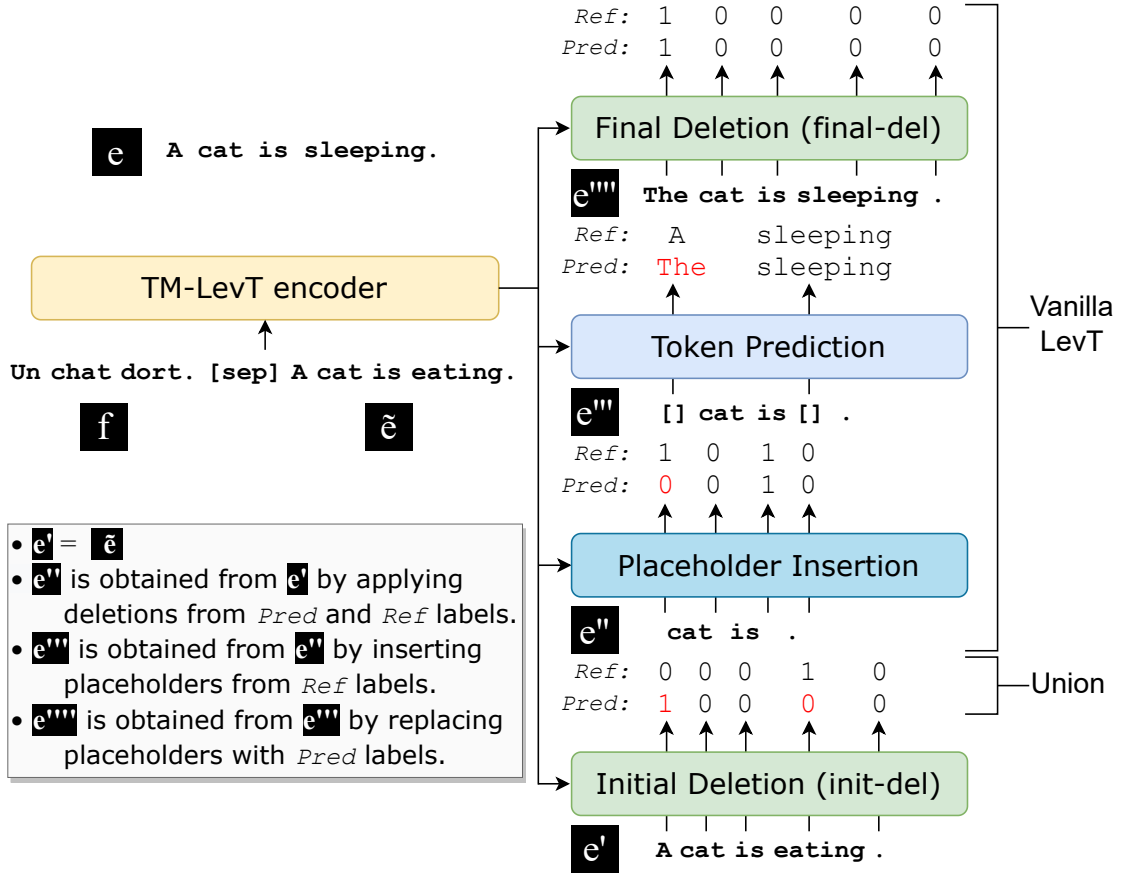 Ref: 1 0 0 0 0
Pred: 1 0 0 0 0
Final Deletion (final-del)
e'''' The cat is sleeping .
Ref: A sleeping
Pred: The sleeping
Token Prediction
e''' [] cat is [] .
Ref: 1 0 1 0
Pred: 0 0 1 0
Placeholder Insertion
e'' cat is .
Ref: 0 0 0 1 0
Pred: 1 0 0 0 0
Initial Deletion (init-del)
e' A cat is eating .
Vanilla
LevT
Union
e A cat is sleeping.
TM-LevT encoder
Un chat dort. [sep] A cat is eating.
f ẽ
• e' = ẽ
• e'' is obtained from e' by applying
deletions from Pred and Ref labels.
• e''' is obtained from e'' by inserting
placeholders from Ref labels.
• e'''' is obtained from e''' by replacing
placeholders with Pred labels.